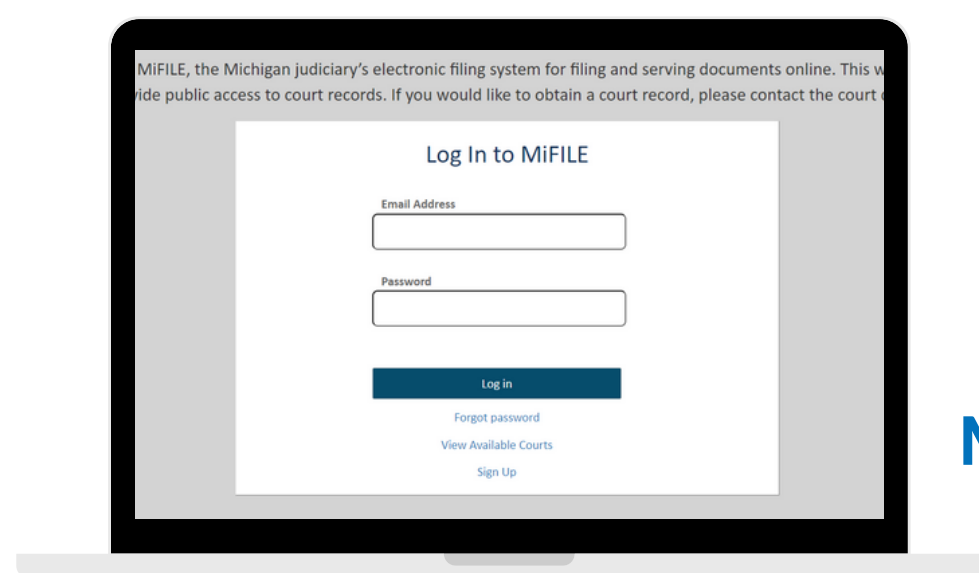 MiFILE, the Michigan judiciary's electronic filing system for filing and serving documents online. This w
ide public access to court records. If you would like to obtain a court record, please contact the court
Log In to MiFILE
Email Address
Password
Log in
Forgot password
View Available Courts
Sign Up